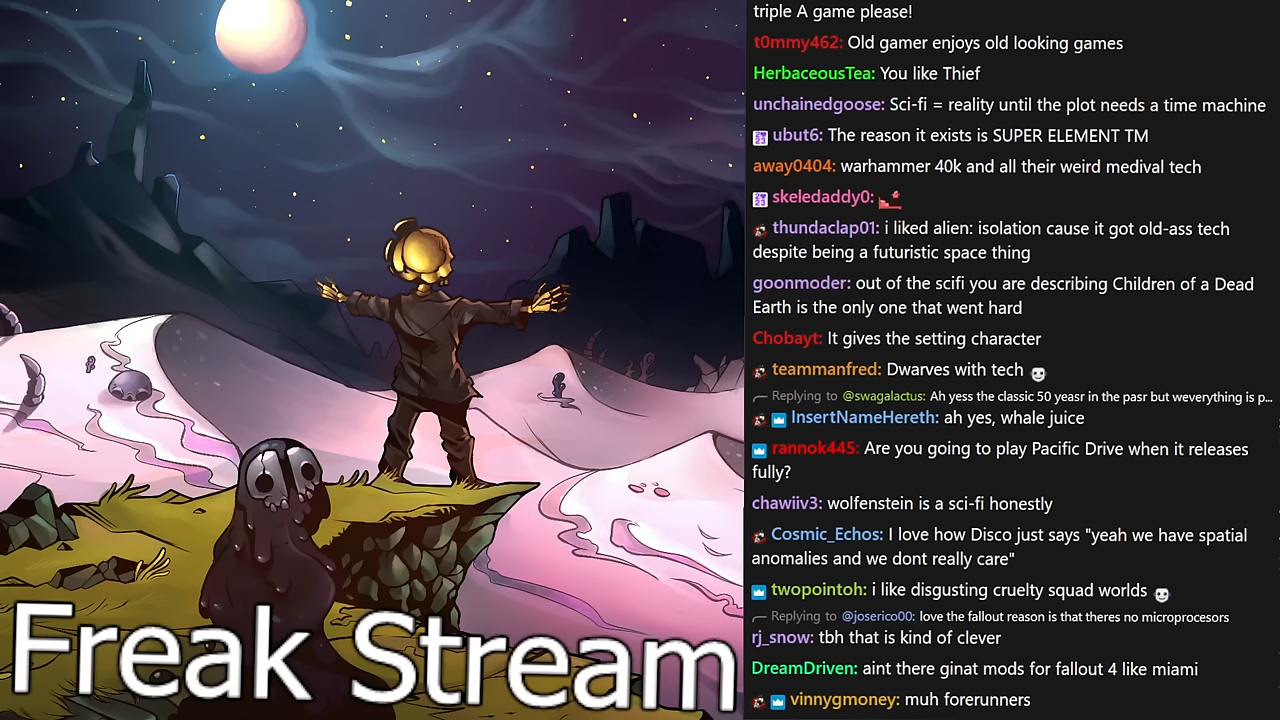 Freak Stream
triple A game please!
t0mmy462: Old gamer enjoys old looking games
HerbaceousTea: You like Thief
unchainedgoose: Sci-fi = reality until the plot needs a time machine
ubut6: The reason it exists is SUPER ELEMENT TM
away0404: warhammer 40k and all their weird medival tech
skeledaddy0:
thundaclap01: i liked alien: isolation cause it got old-ass tech
despite being a futuristic space thing
goonmoder: out of the scifi you are describing Children of a Dead
Earth is the only one that went hard
Chobayt: It gives the setting character
teammanfred: Dwarves with tech
Replying to @swagalactus: Ah yess the classic 50 yeasr in the pasr but weverything is p...
InsertNameHereth: ah yes, whale juice
rannok445: Are you going to play Pacific Drive when it releases
fully?
chawiiv3: wolfenstein is a sci-fi honestly
Cosmic_Echos: I love how Disco just says "yeah we have spatial
anomalies and we dont really care"
twopointoh: i like disgusting cruelty squad worlds
Replying to @joserico00: love the fallout reason is that theres no microprocesors
rj_snow: tbh that is kind of clever
DreamDriven: aint there ginat mods for fallout 4 like miami
vinnygmoney: muh forerunners